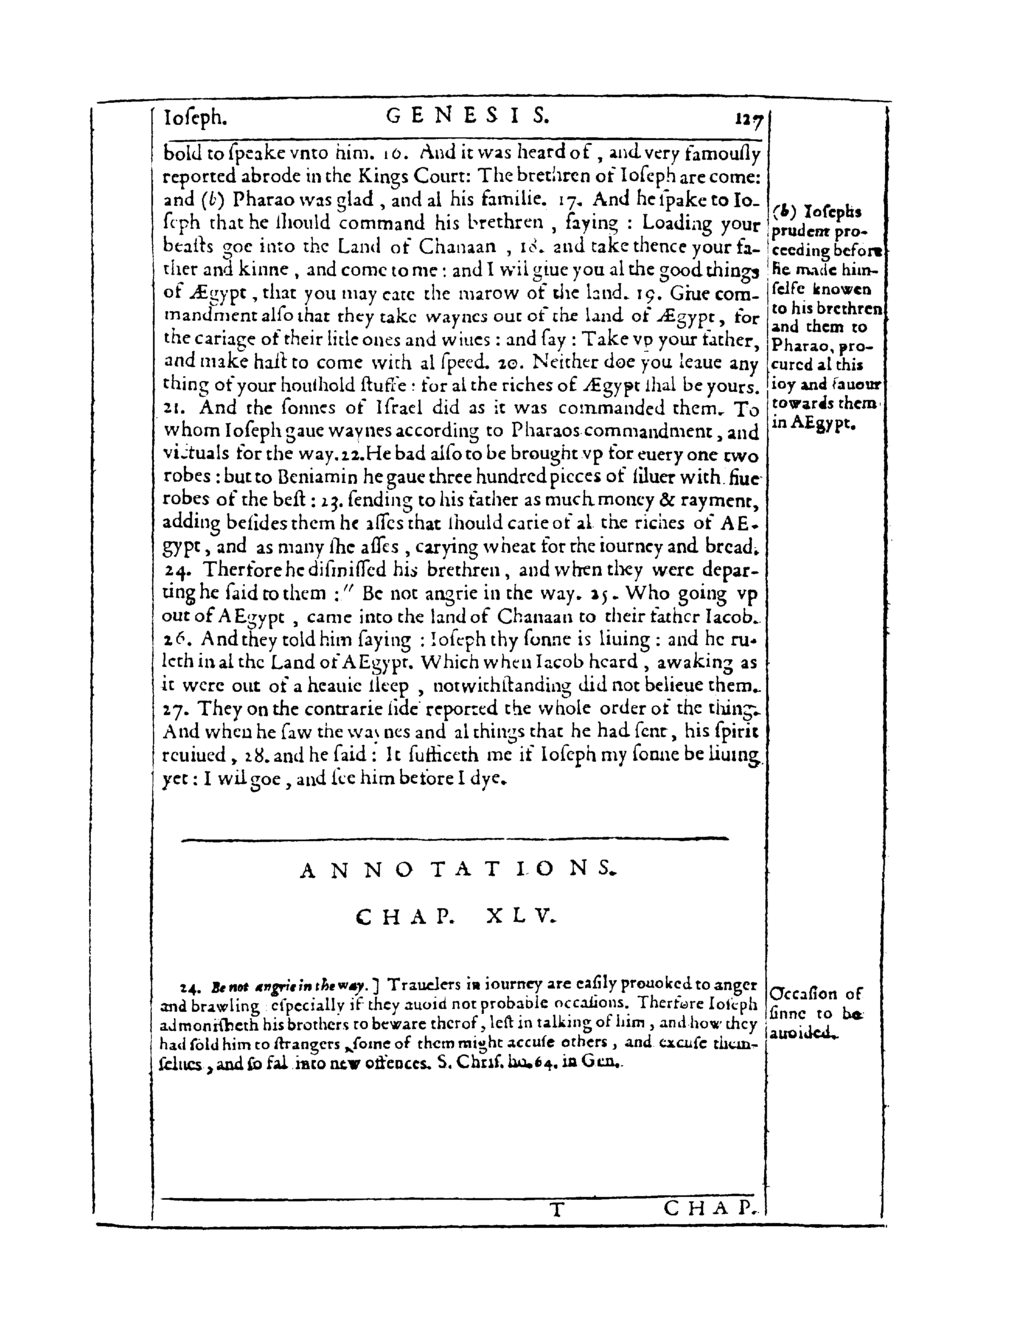 Ioſeph. GENESIS. 127
bold to ſpeake vnto him. 16. And it was heard of , and very famouſly
reported abrode in the Kings Court: The brethren of Ioſeph are come:
and (b) Pharao was glad , and al his familie. 17. And he ſpake to Io-
ſeph that he ſhould command his brethren , ſaying : Loading your
beaſts goe into the Land of Chanaan , 18. and take thence your fa-
ther and kinne , and come to me : and I wil giue you al the good things
of Ægypt , that you may eate the marow of the land. 19. Giue com-
mandment alſo that they take waynes out of the land of Ægypt , for
the cariage of their litle ones and wiues : and ſay : Take vp your father,
and make haſt to come with al ſpeed. 20. Neither doe you leaue any
thing of your houſhold ſtuffe : for al the riches of Ægypt ſhal be yours.
21. And the ſonnes of Iſrael did as it was commanded them. To
whom Ioſeph gaue waynes according to Pharaos commandment , and
victuals for the way. 22. He bad alſo to be brought vp for euery one two
robes : but to Beniamin he gaue three hundred pieces of ſiluer with fiue
robes of the beſt : 23. ſending to his father as much money & rayment,
adding beſides them he aſſes that ſhould carie of al the riches of AE-
gypt , and as many ſhe aſſes , carying wheat for the iourney and bread.
24. Therfore he diſmiſſed his brethren , and when they were depar-
ting he ſaid to them :" Be not angrie in the way. 25. Who going vp
out of AEgypt , came into the land of Chanaan to their father Iacob.
26. And they told him ſaying : Ioſeph thy ſonne is liuing : and he ru-
leth in al the Land of AEgypt. Which when Iacob heard , awaking as
it were out of a heauie ſleep , notwithſtanding did not belieue them.
27. They on the contrarie ſide reported the whole order of the thing.
And when he ſaw the waynes and al things that he had ſent , his ſpirit
reuiued , 28. and he ſaid : It ſufficeth me if Ioſeph my ſonne be liuing
yet : I wil goe , and ſee him before I dye.
(b) Ioſephs
prudent pro-
ceeding before
he made him-
ſelfe knowen
to his brethren
and them to
Pharao, pro-
cured al this
ioy and fauour
towards them
in AEgypt.
ANNOTATIONS.
CHAP. XLV.
24. Be not angrie in the way. ] Trauelers in iourney are eaſily prouoked to anger
and brawling eſpecially if they auoid not probable occaſions. Therfore Ioſeph
admoniſheth his brothers to beware therof , leſt in talking of him , and how they
had ſold him to ſtrangers , ſome of them might accuſe others , and excuſe them-
ſelues , and ſo fal into new offences. S. Chriſ. ho. 64. in Gen.
Occaſion of
ſinne to be
auoided.
T CHAP.